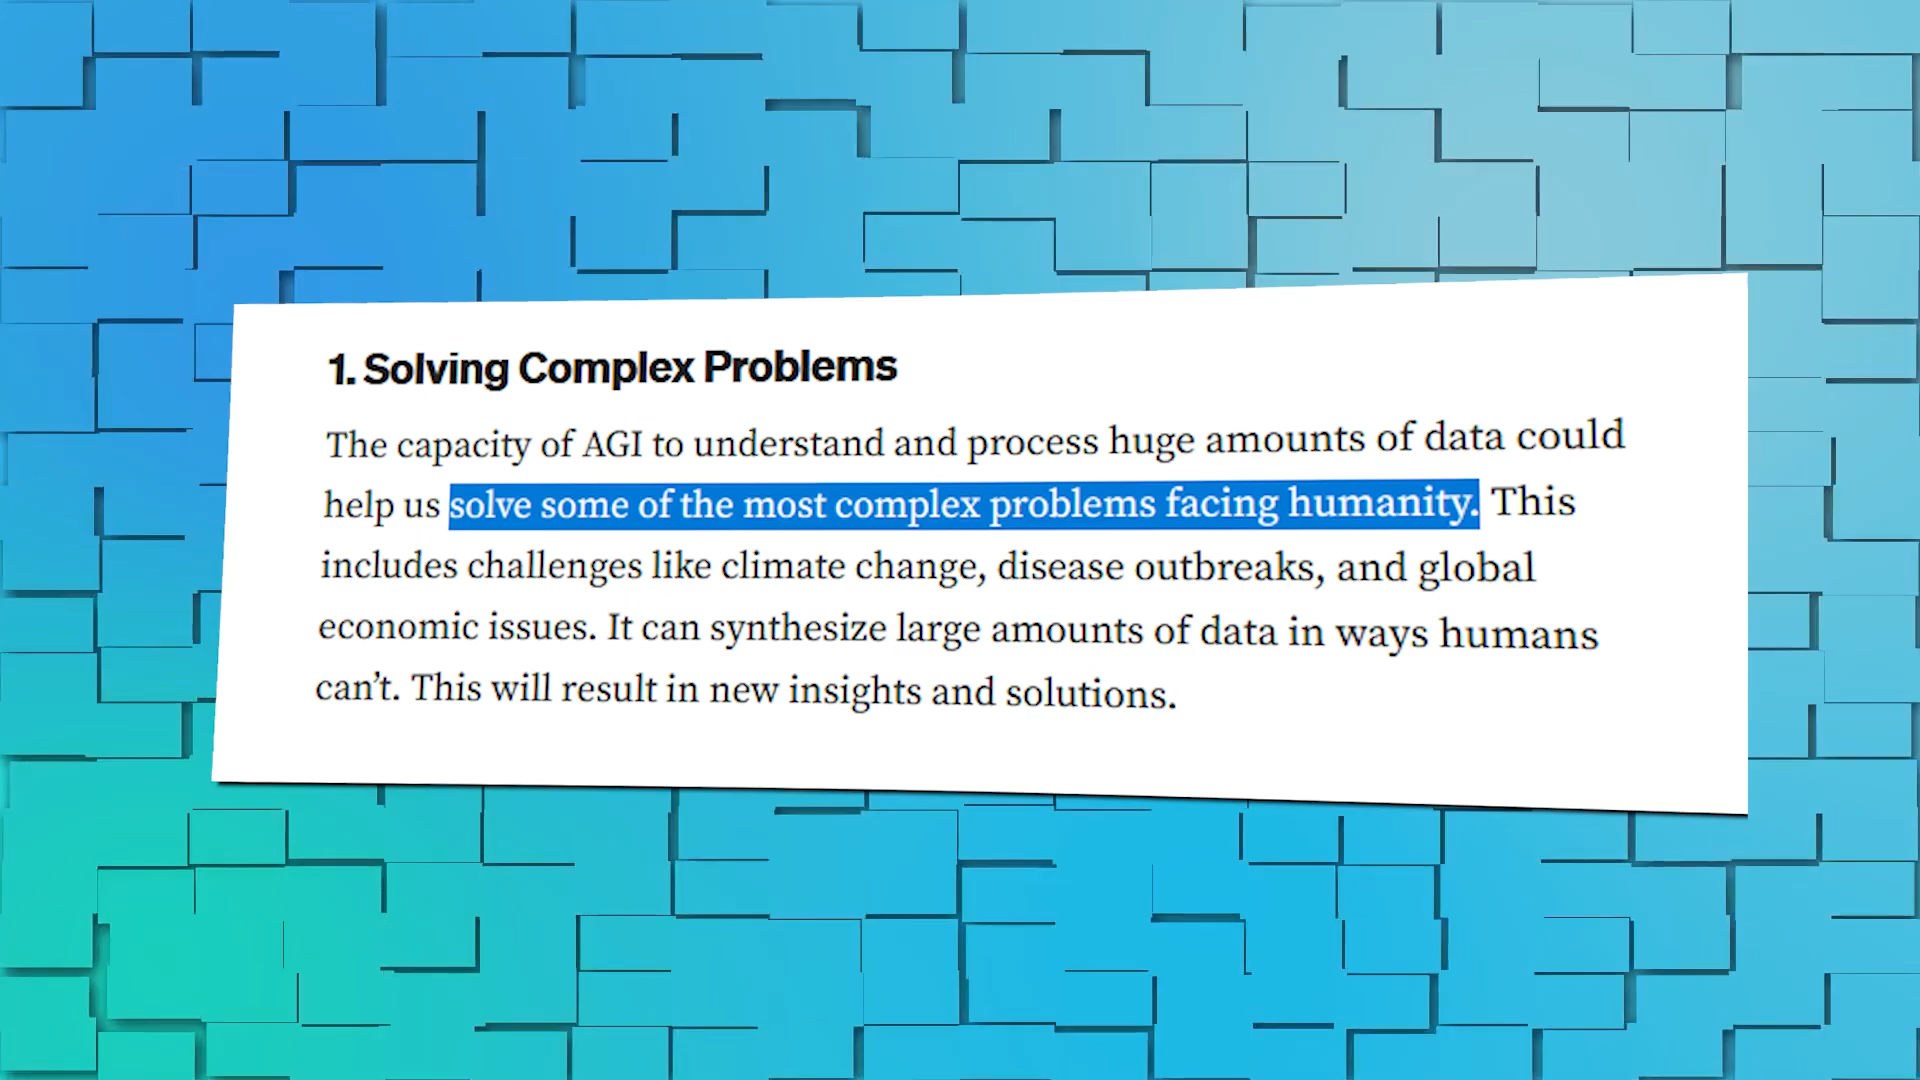 1. Solving Complex Problems
The capacity of AGI to understand and process huge amounts of data could
help us solve some of the most complex problems facing humanity. This
includes challenges like climate change, disease outbreaks, and global
economic issues. It can synthesize large amounts of data in ways humans
can’t. This will result in new insights and solutions.